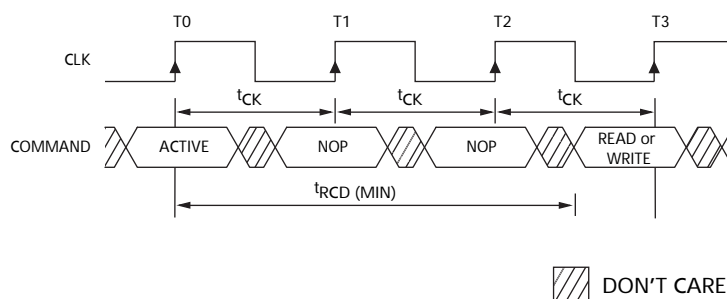 T0 T1 T2 T3
CLK
tCK tCK tCK
COMMAND ACTIVE NOP NOP READ or
WRITE
tRCD (MIN)
DON'T CARE